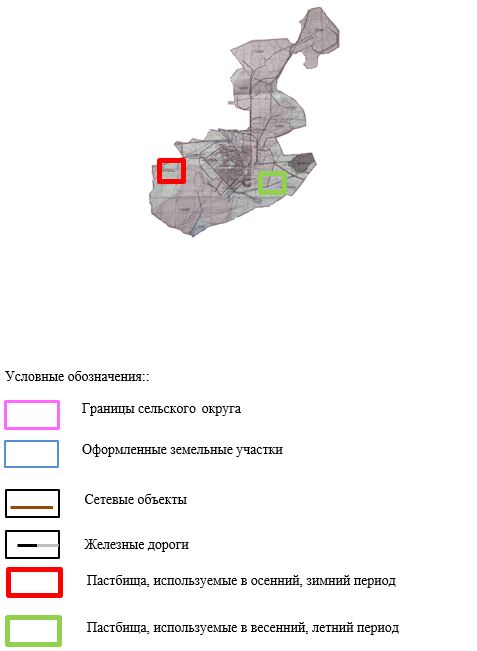 Условные обозначения::
Границы сельского округа
Оформленные земельные участки
Сетевые объекты
Железные дороги
Пастбища, используемые в осенний, зимний период
Пастбища, используемые в весенний, летний период